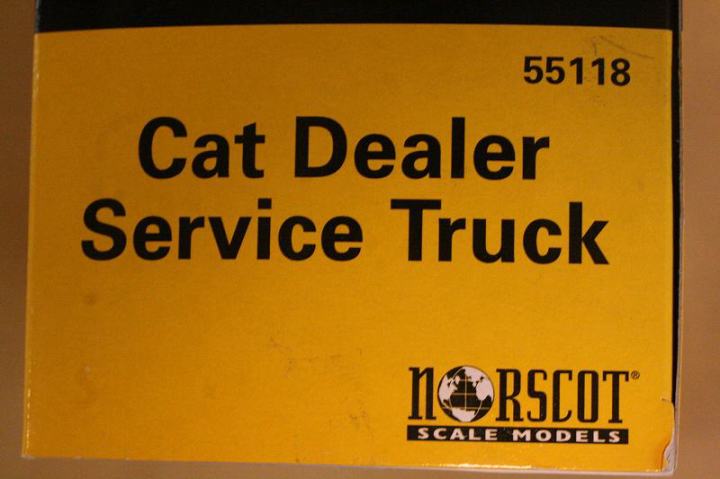 55118
Cat Dealer
Service Truck
NORSCOT®
SCALE MODELS